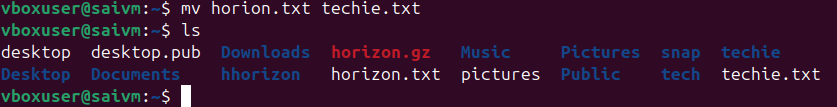 vboxuser@saivm:~$ mv horion.txt techie.txt
vboxuser@saivm:~$ ls
desktop desktop.pub Downloads horizon.gz Music Pictures snap techie
Desktop Documents hhorizon horizon.txt pictures Public tech techie.txt
vboxuser@saivm:~$